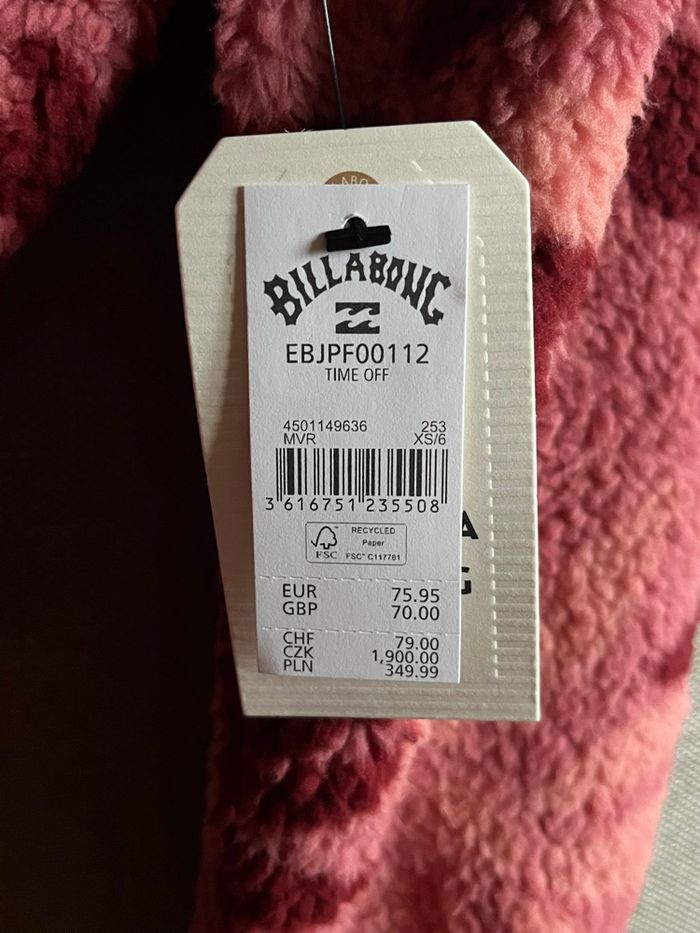 LABO
BILLABONG
EBJPF00112
TIME OFF
4501149636 253
MVR XS/6
3 616751 235508
FSC
RECYCLED
Paper
FSC® C117781
A
G
EUR 75.95
GBP 70.00
CHF 79.00
CZK 1,900.00
PLN 349.99